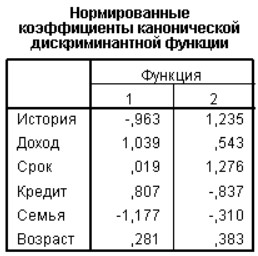 Нормированные
коэффициенты канонической
дискриминантной функции
Функция
1 2
История -,963 1,235
Доход 1,039 ,543
Срок ,019 1,276
Кредит ,807 -,837
Семья -1,177 -,310
Возраст ,281 ,383